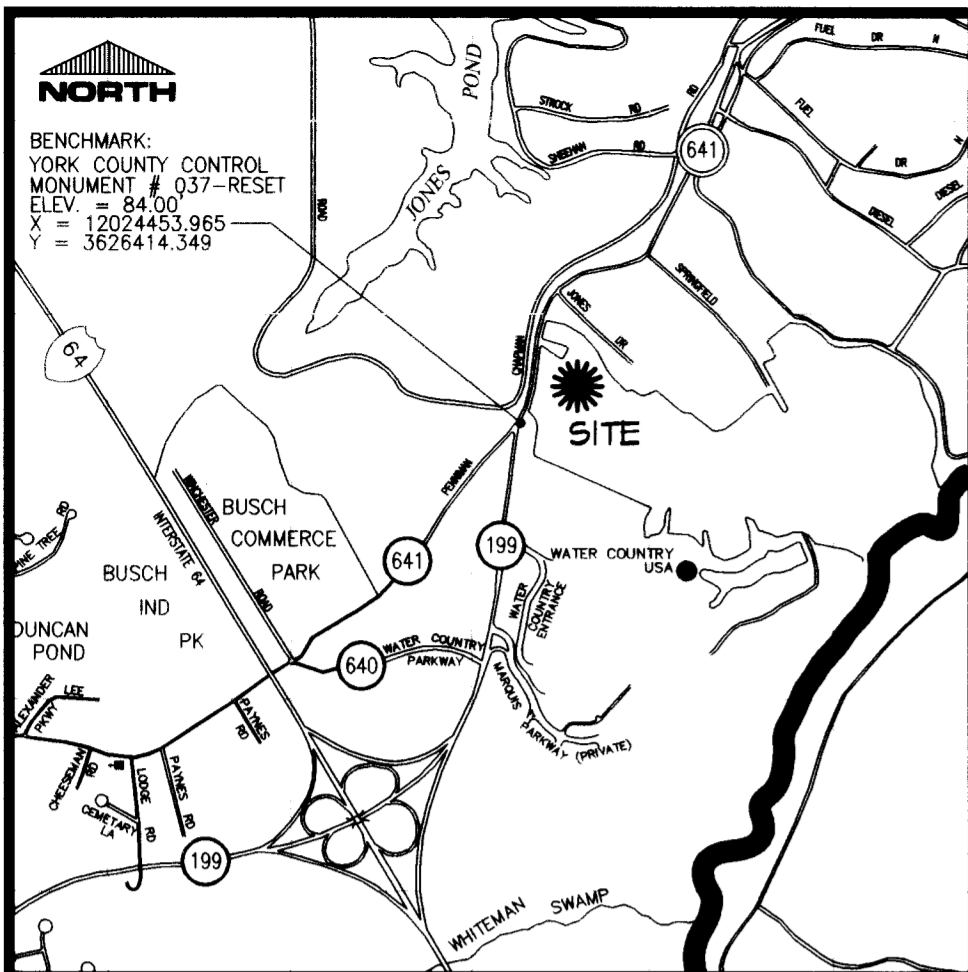 NORTH
BENCHMARK:
YORK COUNTY CONTROL
MONUMENT # 037-RESET
ELEV. = 84.00'
X = 12024453.965
Y = 3626414.349
JONES POND
ROAD
STROCK RD
SHEEHAN RD
RD
641
FUEL DR N
FUEL DR N
DIESEL
DIESEL
SPRINGFIELD
JONES DR
CHAPMAN
SITE
64
INTERSTATE 64
WINCHESTER ROAD
BUSCH
COMMERCE
PARK
PENNIMAN
641
199
WATER COUNTRY
USA
WATER
COUNTRY
ENTRANCE
PINE TREE RD
BUSCH
IND
PK
DUNCAN
POND
640
WATER COUNTRY
PARKWAY
MARQUIS
PARKWAY (PRIVATE)
ALEXANDER
LEE
PKWY
PAYNES
RD
CHEESEMAN
RD
CEMETARY
LA
LODGE
RD
PAYNES RD
199
WHITEMAN SWAMP